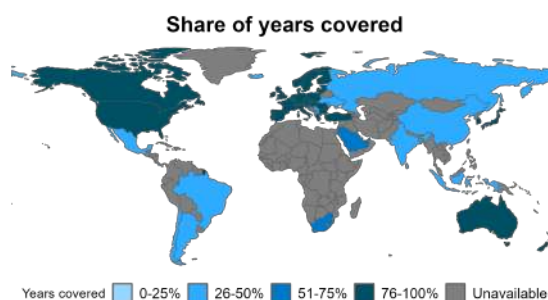 Share of years covered
Years covered 0-25% 26-50% 51-75% 76-100% Unavailable